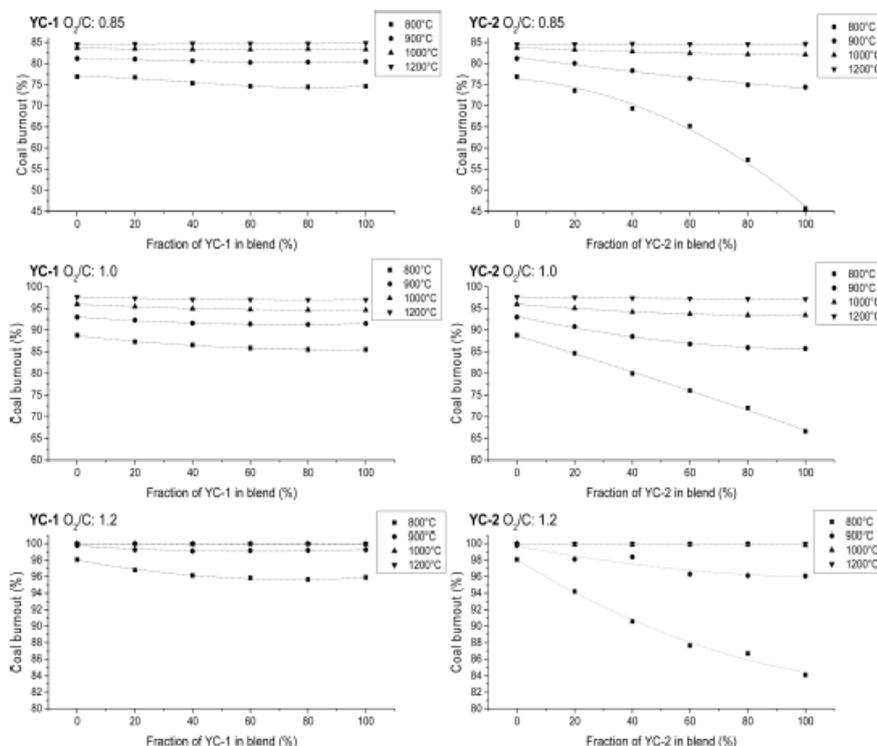 YC-1 O₂/C: 0.85
800°C
900°C
1000°C
1200°C
Coal burnout (%)
85
80
75
70
65
60
55
50
45
0 20 40 60 80 100
Fraction of YC-1 in blend (%)
YC-2 O₂/C: 0.85
800°C
900°C
1000°C
1200°C
Coal burnout (%)
85
80
75
70
65
60
55
50
45
0 20 40 60 80 100
Fraction of YC-2 in blend (%)
YC-1 O₂/C: 1.0
800°C
900°C
1000°C
1200°C
Coal burnout (%)
100
95
90
85
80
75
70
65
60
0 20 40 60 80 100
Fraction of YC-1 in blend (%)
YC-2 O₂/C: 1.0
800°C
900°C
1000°C
1200°C
Coal burnout (%)
100
95
90
85
80
75
70
65
60
0 20 40 60 80 100
Fraction of YC-2 in blend (%)
YC-1 O₂/C: 1.2
800°C
900°C
1000°C
1200°C
Coal burnout (%)
100
98
96
94
92
90
88
86
84
82
80
0 20 40 60 80 100
Fraction of YC-1 in blend (%)
YC-2 O₂/C: 1.2
800°C
900°C
1000°C
1200°C
Coal burnout (%)
100
98
96
94
92
90
88
86
84
82
80
0 20 40 60 80 100
Fraction of YC-2 in blend (%)